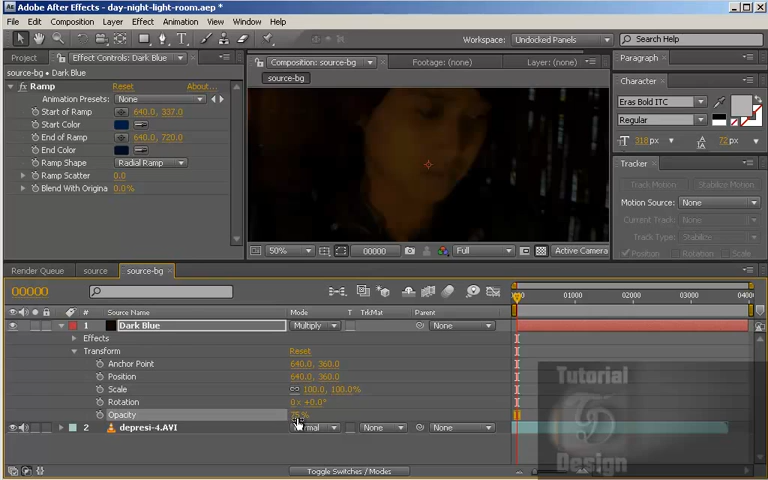 Adobe After Effects - day-night-light-room.aep *
File Edit Composition Layer Effect Animation View Window Help
Workspace: Undocked Panels Search Help
Project Effect Controls: Dark Blue Composition: source-bg Footage: (none) Layer: (none) Paragraph
source-bg • Dark Blue source-bg
fx Ramp Reset About...
Animation Presets: None
Start of Ramp 640.0, 337.0
Start Color
End of Ramp 640.0, 720.0
End Color
Ramp Shape Radial Ramp
Ramp Scatter 0.0
Blend With Origina 0.0%
Character
Eras Bold ITC
Regular
T 318 px 72 px
Tracker
Track Motion Stabilize Motion
Motion Source: None
Current Track: None
Track Type: Stabilize
Position Rotation Scale
50% 00000 Full Active Camera
Render Queue source source-bg
00000 00 01000 02000 03000 0400
# Source Name Mode T TrkMat Parent
1 Dark Blue Multiply None
Effects
Transform Reset
Anchor Point 640.0, 360.0
Position 640.0, 360.0
Scale 100.0, 100.0%
Rotation 0x +0.0°
Opacity 75 %
2 depresi-4.AVI Normal None None
Toggle Switches / Modes
Tutorial
Design